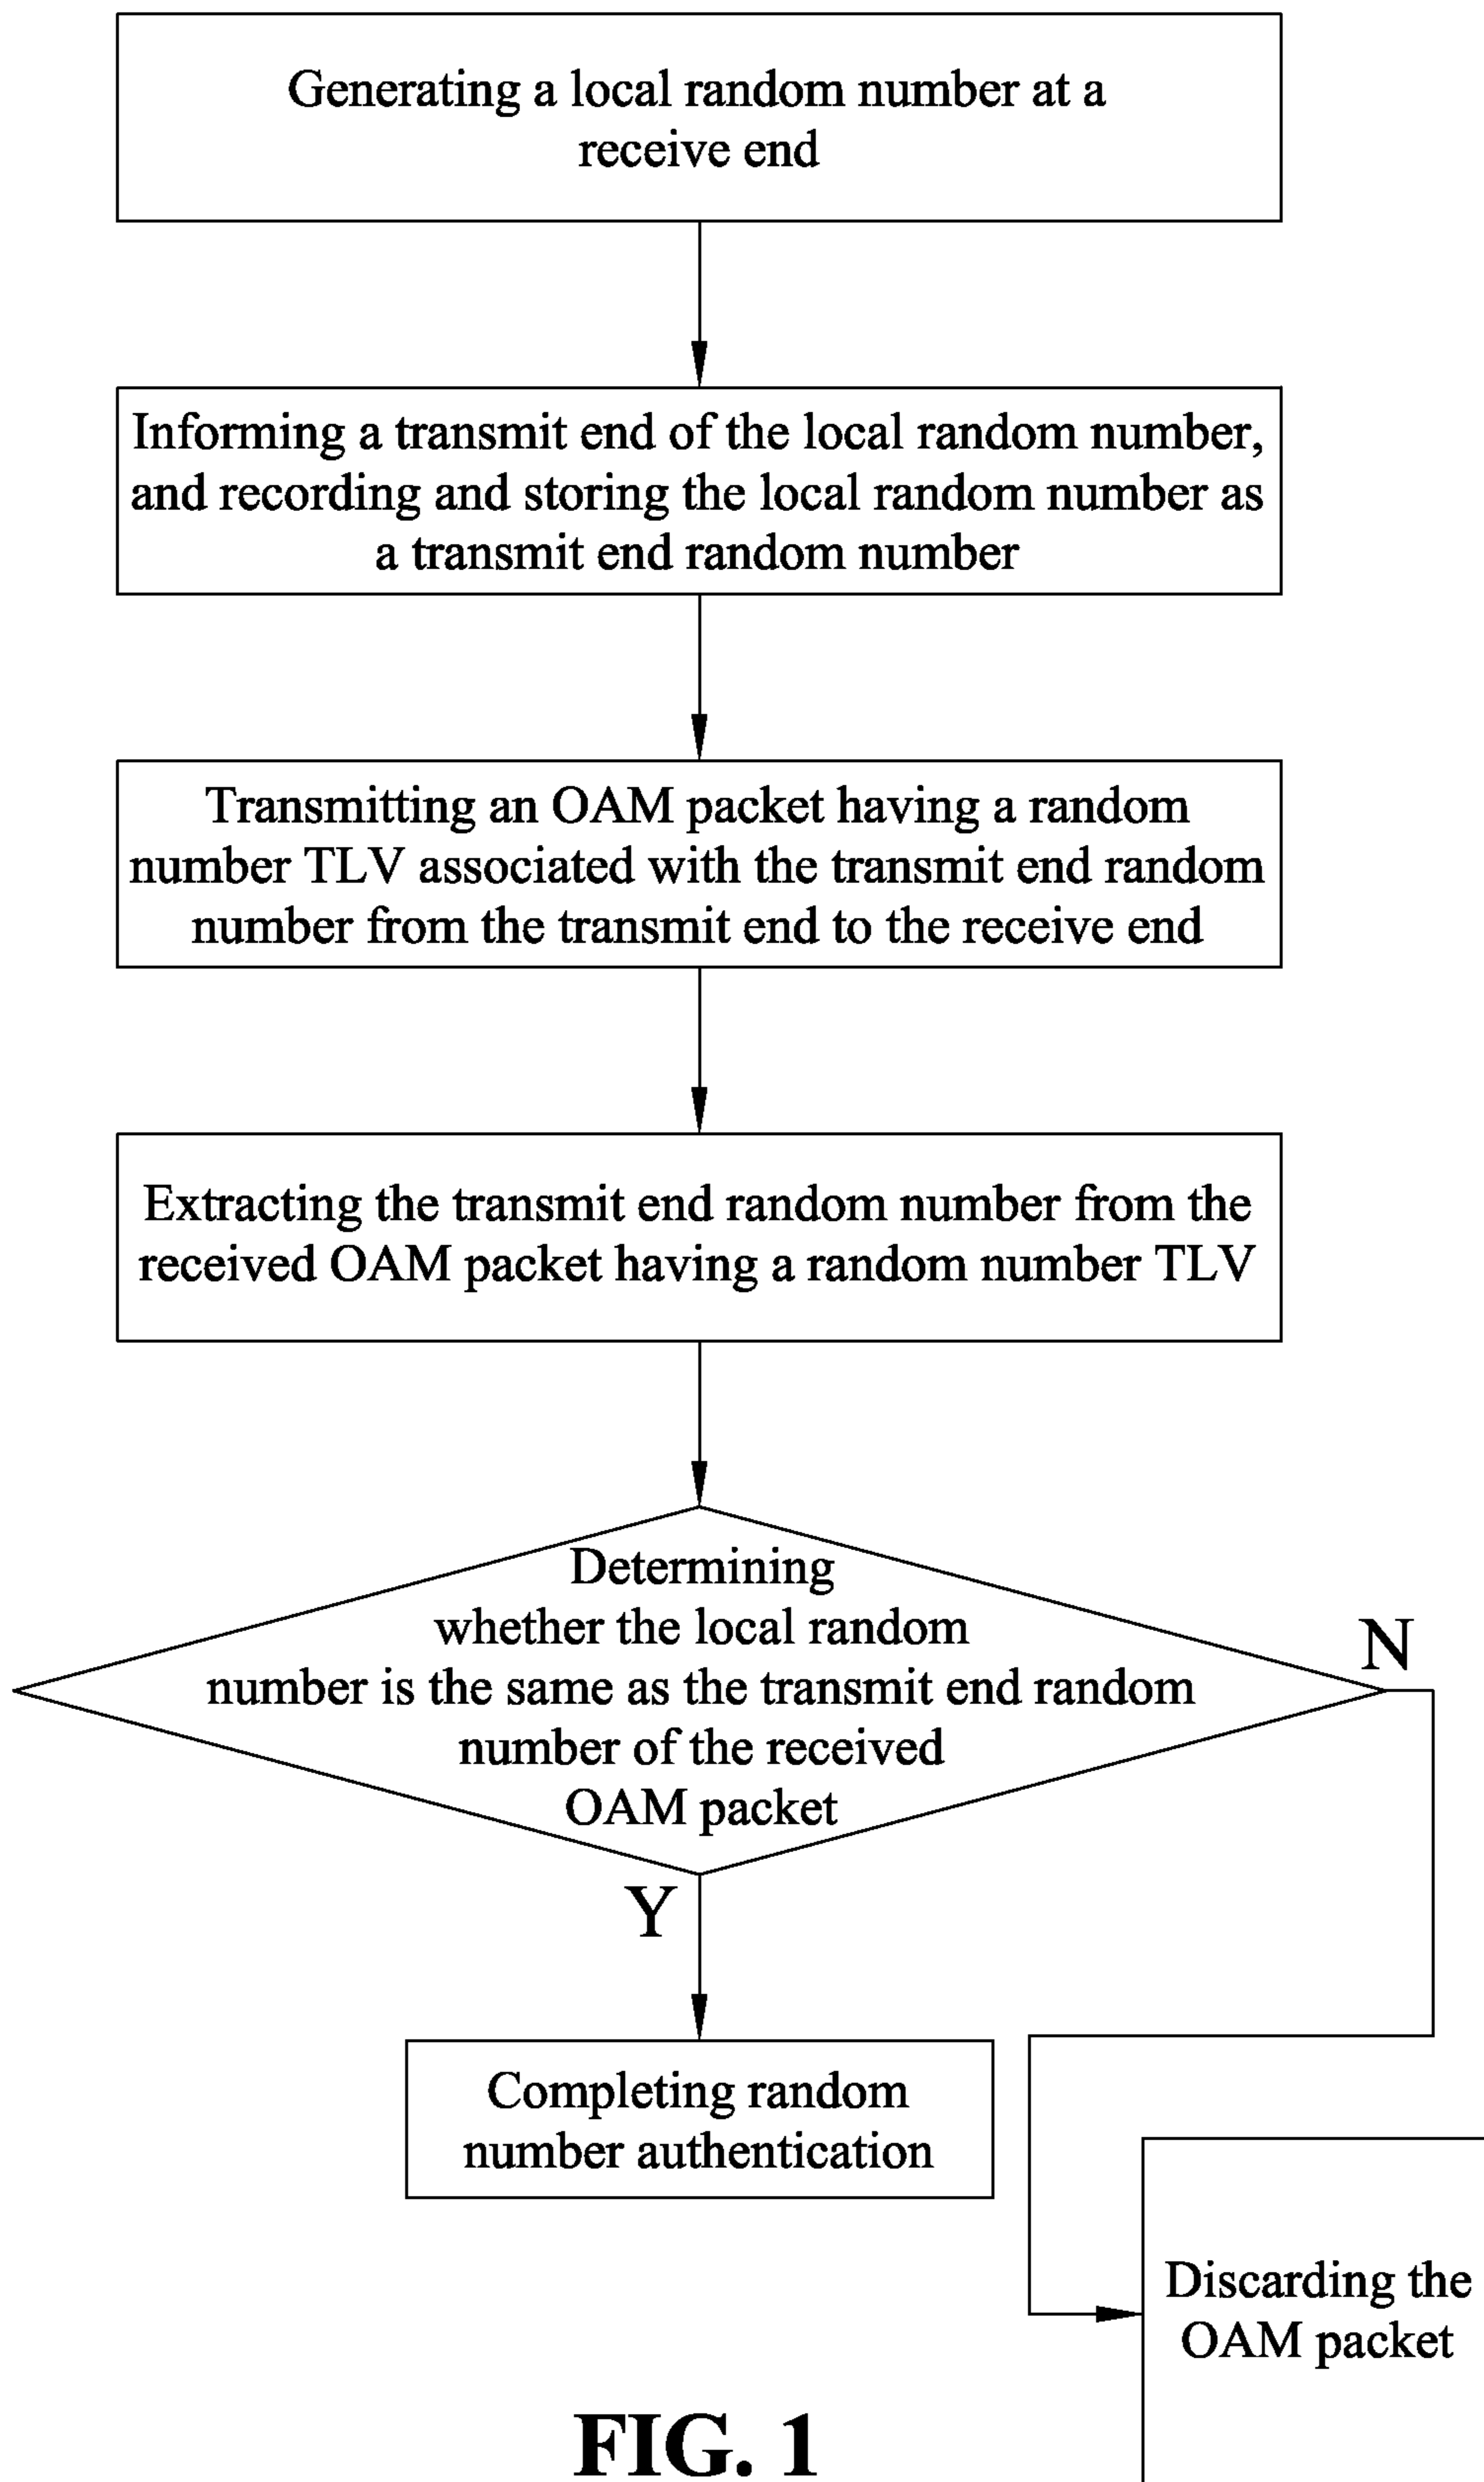 Generating a local random number at a
receive end
Informing a transmit end of the local random number,
and recording and storing the local random number as
a transmit end random number
Transmitting an OAM packet having a random
number TLV associated with the transmit end random
number from the transmit end to the receive end
Extracting the transmit end random number from the
received OAM packet having a random number TLV
Determining
whether the local random
number is the same as the transmit end random
number of the received
OAM packet
N
Y
Completing random
number authentication
Discarding the
OAM packet
FIG. 1